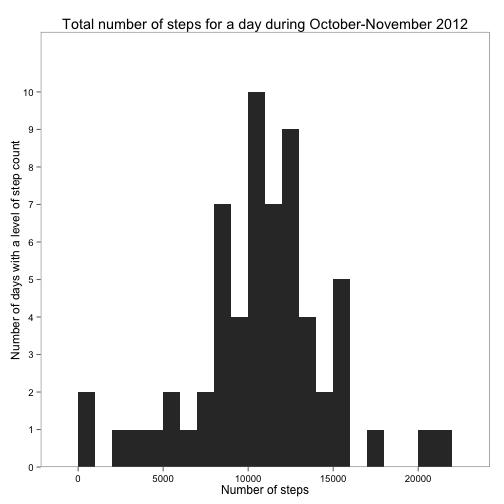 Total number of steps for a day during October-November 2012
Number of days with a level of step count
10
9
8
7
6
5
4
3
2
1
0
0 5000 10000 15000 20000
Number of steps